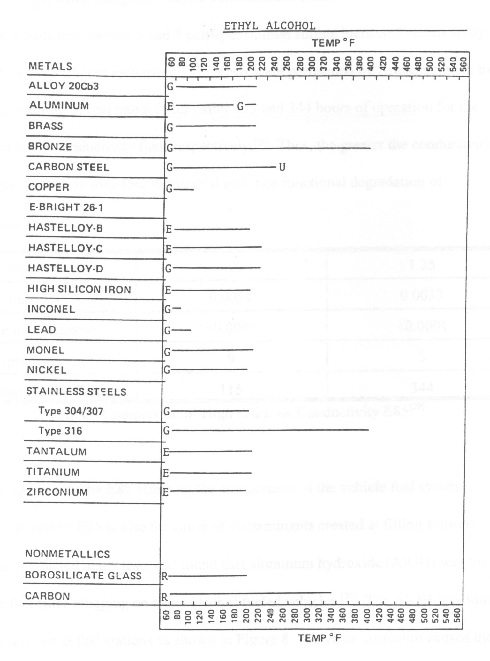 ETHYL ALCOHOL
TEMP °F
METALS 60 80 100 120 140 160 180 200 220 240 260 280 300 320 340 360 380 400 420 440 460 480 500 520 540 560
ALLOY 20Cb3 G
ALUMINUM E G
BRASS G
BRONZE G
CARBON STEEL G U
COPPER G
E-BRIGHT 26-1
HASTELLOY-B E
HASTELLOY-C E
HASTELLOY-D G
HIGH SILICON IRON E
INCONEL G
LEAD G
MONEL G
NICKEL G
STAINLESS STEELS
Type 304/307 G
Type 316 G
TANTALUM E
TITANIUM E
ZIRCONIUM E
NONMETALLICS
BOROSILICATE GLASS R
CARBON R
60 80 100 120 140 160 180 200 220 240 260 280 300 320 340 360 380 400 420 440 460 480 500 520 540 560
TEMP °F